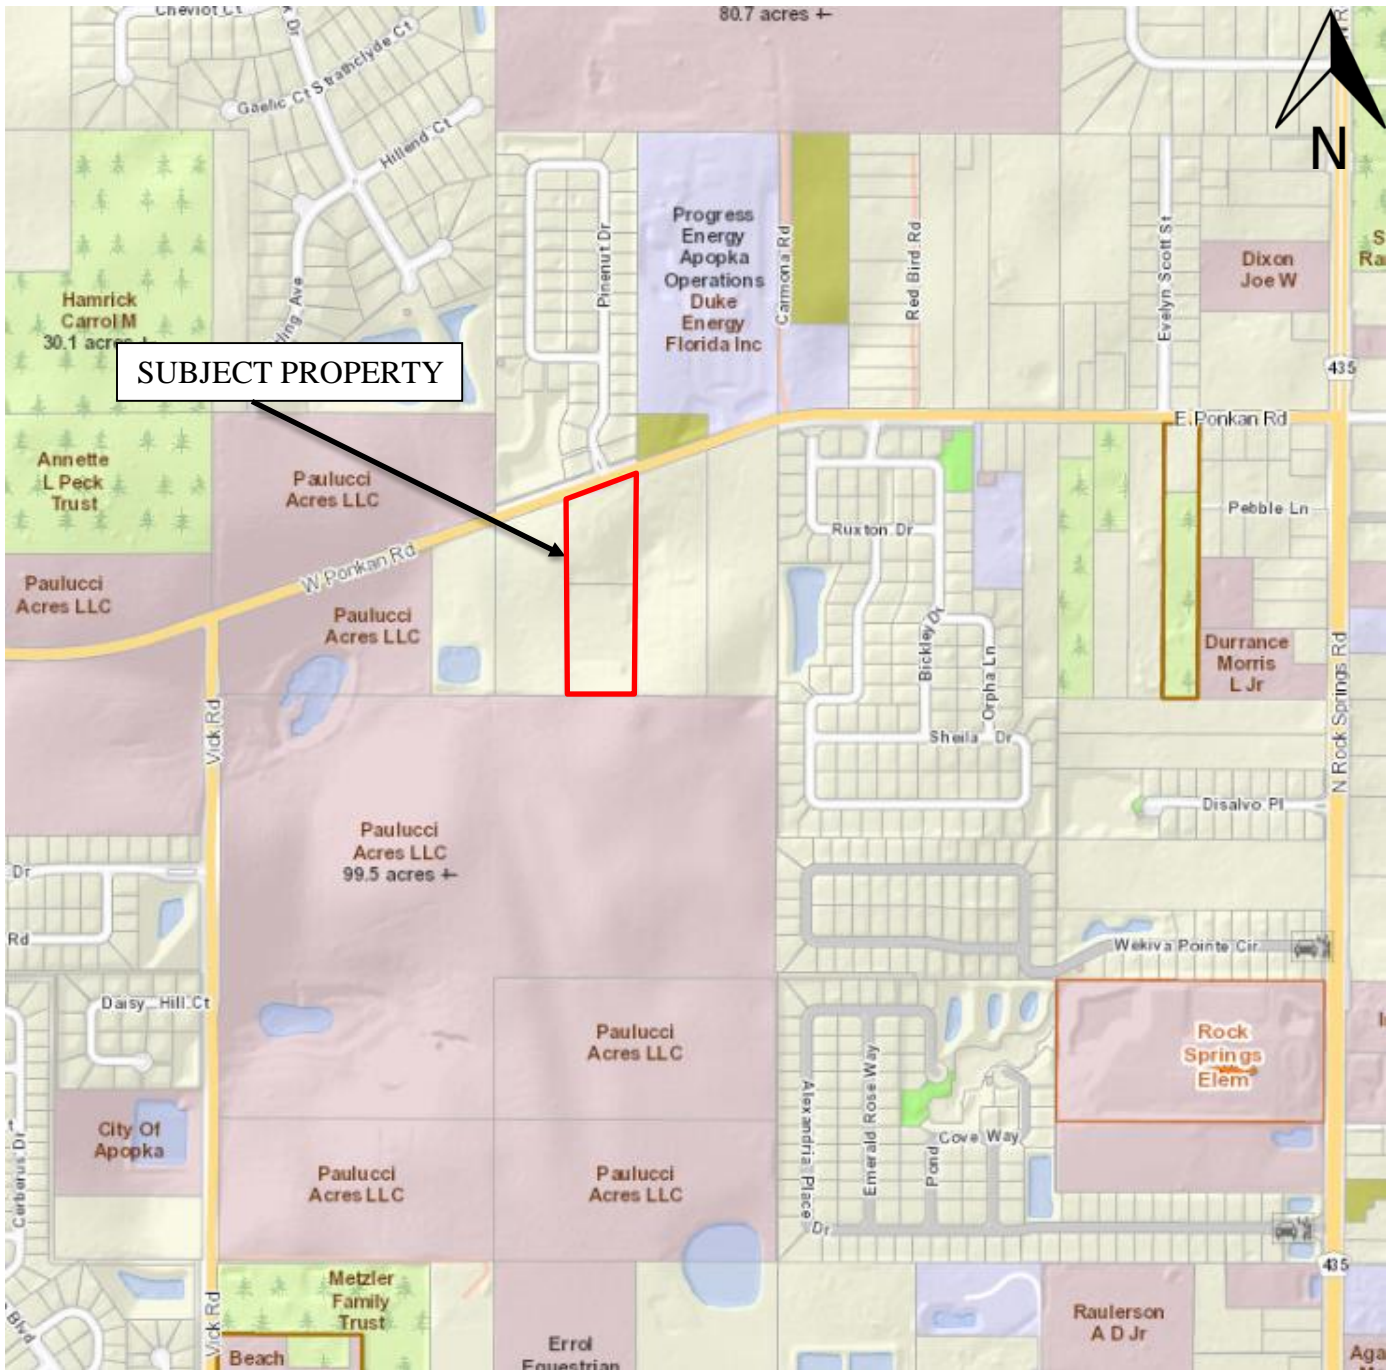 Cheviot Ct
80.7 acres +-
Gaelic Ct
Strathclyde Ct
Hillend Ct
N
Hamrick
Carrol M
30.1 acres
Pinenut Dr
Progress
Energy
Apopka
Operations
Duke
Energy
Florida Inc
Carmona Rd
Red Bird Rd
Evelyn Scott St
Dixon
Joe W
435
SUBJECT PROPERTY
E Ponkan Rd
Annette
L Peck
Trust
Paulucci
Acres LLC
Pebble Ln
Ruxton Dr
W Ponkan Rd
Paulucci
Acres LLC
Paulucci
Acres LLC
Bickley Dr
Orpha Ln
Durrance
Morris
L Jr
N Rock Springs Rd
Vick Rd
Sheila Dr
Disalvo Pl
Paulucci
Acres LLC
99.5 acres +-
Dr
Rd
Wekiva Pointe Cir
Daisy Hill Ct
Paulucci
Acres LLC
Rock
Springs
Elem
City Of
Apopka
Cerberus Dr
Alexandria Place Dr
Emerald Rose Way
Pond
Cove Way
Paulucci
Acres LLC
Paulucci
Acres LLC
435
Metzler
Family
Trust
Vick Rd
Blvd
Beach
Errol
Equestrian
Raulerson
A D Jr